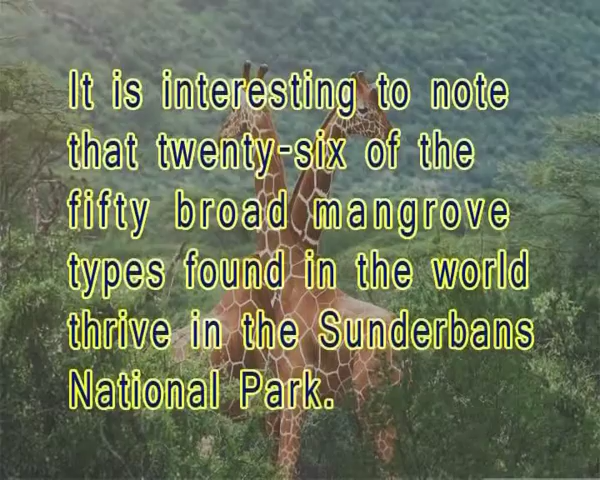 It is interesting to note
that twenty-six of the
fifty broad mangrove
types found in the world
thrive in the Sunderbans
National Park.